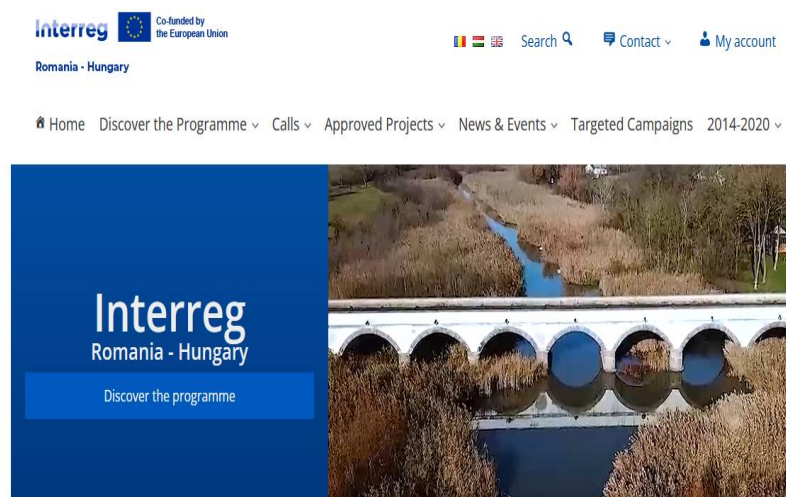 Interreg
Co-funded by
the European Union
Romania - Hungary
Search
Contact
My account
Home
Discover the Programme
Calls
Approved Projects
News & Events
Targeted Campaigns
2014-2020
Interreg
Romania - Hungary
Discover the programme